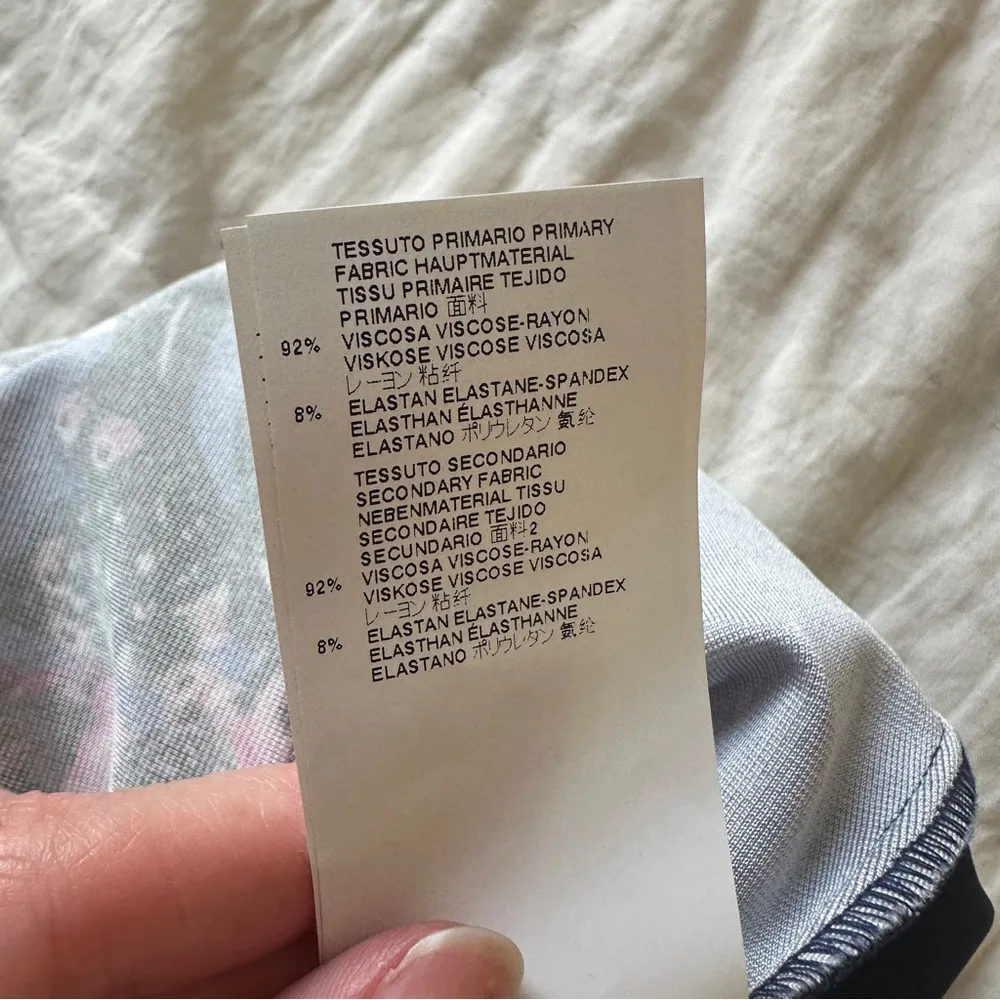 TESSUTO PRIMARIO PRIMARY
FABRIC HAUPTMATERIAL
TISSU PRIMAIRE TEJIDO
PRIMARIO 面料
92% VISCOSA VISCOSE-RAYON
VISKOSE VISCOSE VISCOSA
レーヨン 粘纤
8% ELASTAN ELASTANE-SPANDEX
ELASTHAN ÉLASTHANNE
ELASTANO ポリウレタン 氨纶
TESSUTO SECONDARIO
SECONDARY FABRIC
NEBENMATERIAL TISSU
SECONDAIRE TEJIDO
SECUNDARIO 面料2
92% VISCOSA VISCOSE-RAYON
VISKOSE VISCOSE VISCOSA
レーヨン 粘纤
8% ELASTAN ELASTANE-SPANDEX
ELASTHAN ÉLASTHANNE
ELASTANO ポリウレタン 氨纶